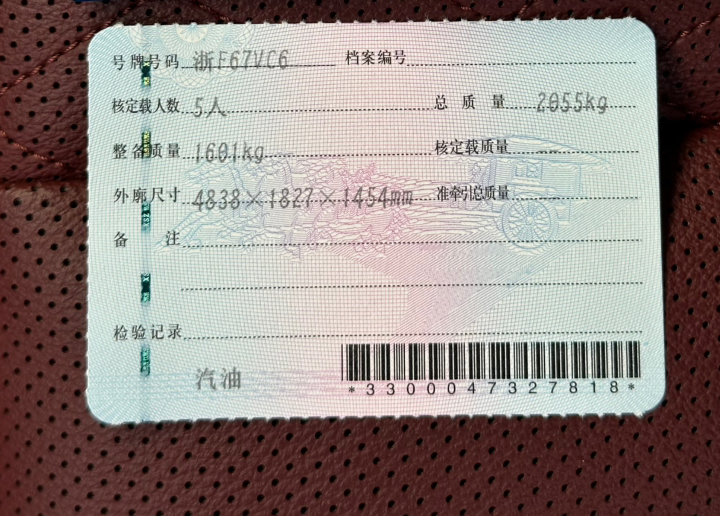 号牌号码 浙F67VC6 档案编号
核定载人数 5人 总质量 2055kg
整备质量 1601kg 核定载质量 —
外廓尺寸 4838×1827×1454mm 准牵引总质量
备注
检验记录
汽油
*3300047327818*